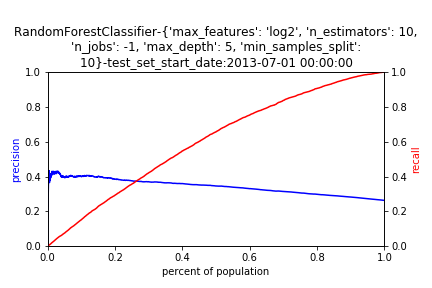 RandomForestClassifier-{'max_features': 'log2', 'n_estimators': 10,
'n_jobs': -1, 'max_depth': 5, 'min_samples_split':
10}-test_set_start_date:2013-07-01 00:00:00
1.0
0.8
0.6
0.4
0.2
0.0
precision
1.0
0.8
0.6
0.4
0.2
0.0
recall
0.0 0.2 0.4 0.6 0.8 1.0
percent of population